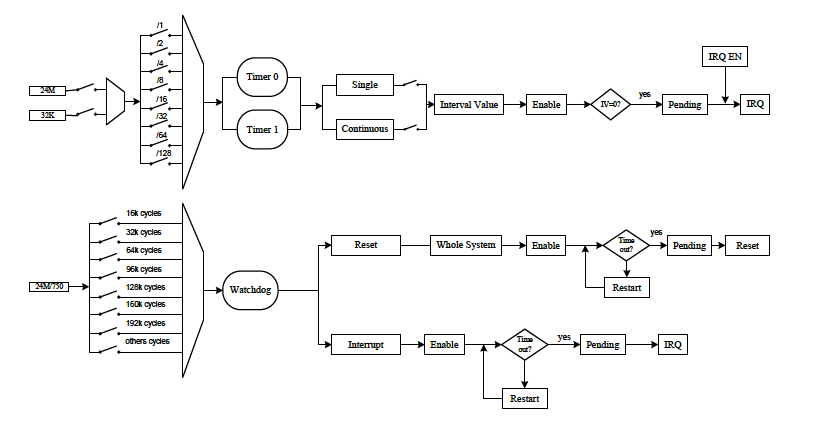 /1
/2
/4
/8
/16
/32
/64
/128
24M
32K
Timer 0
Timer 1
Single
Continuous
Interval Value
Enable
IV=0?
yes
Pending
IRQ EN
IRQ
16k cycles
32k cycles
64k cycles
96k cycles
128k cycles
160k cycles
192k cycles
others cycles
24M/750
Watchdog
Reset
Whole System
Enable
Time
out?
yes
Pending
Reset
Restart
Interrupt
Enable
Time
out?
yes
Pending
IRQ
Restart